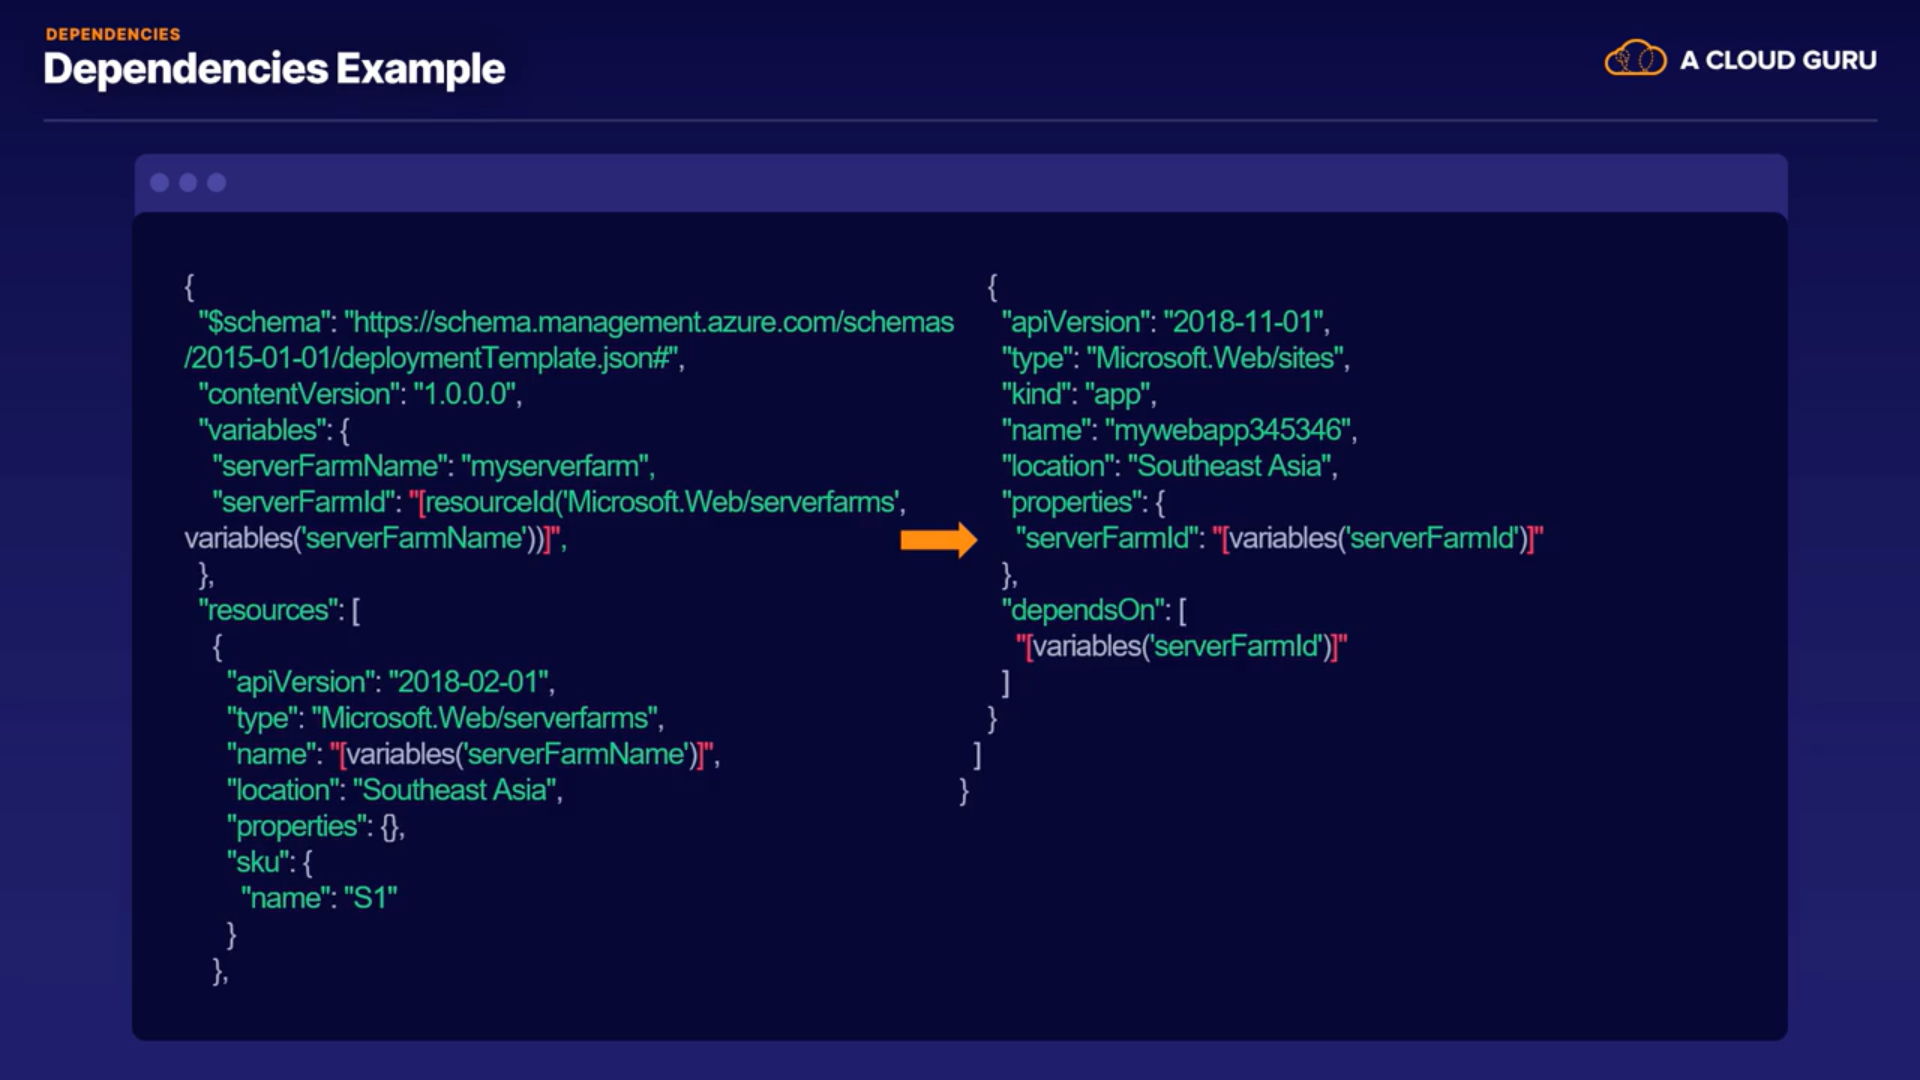 DEPENDENCIES
Dependencies Example
A CLOUD GURU
{
"$schema": "https://schema.management.azure.com/schemas
/2015-01-01/deploymentTemplate.json#",
"contentVersion": "1.0.0.0",
"variables": {
"serverFarmName": "myserverfarm",
"serverFarmId": "[resourceId('Microsoft.Web/serverfarms',
variables('serverFarmName'))]",
},
"resources": [
{
"apiVersion": "2018-02-01",
"type": "Microsoft.Web/serverfarms",
"name": "[variables('serverFarmName')]",
"location": "Southeast Asia",
"properties": {},
"sku": {
"name": "S1"
}
},
{
"apiVersion": "2018-11-01",
"type": "Microsoft.Web/sites",
"kind": "app",
"name": "mywebapp345346",
"location": "Southeast Asia",
"properties": {
"serverFarmId": "[variables('serverFarmId')]"
},
"dependsOn": [
"[variables('serverFarmId')]"
]
}
]
}